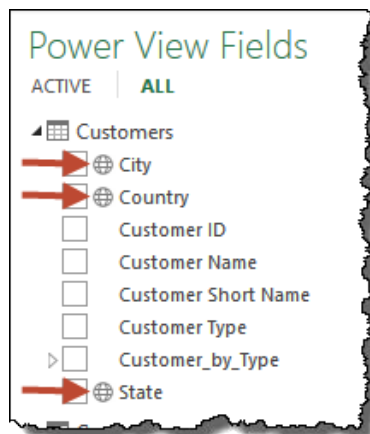 Power View Fields
ACTIVE ALL
Customers
City
Country
Customer ID
Customer Name
Customer Short Name
Customer Type
Customer_by_Type
State